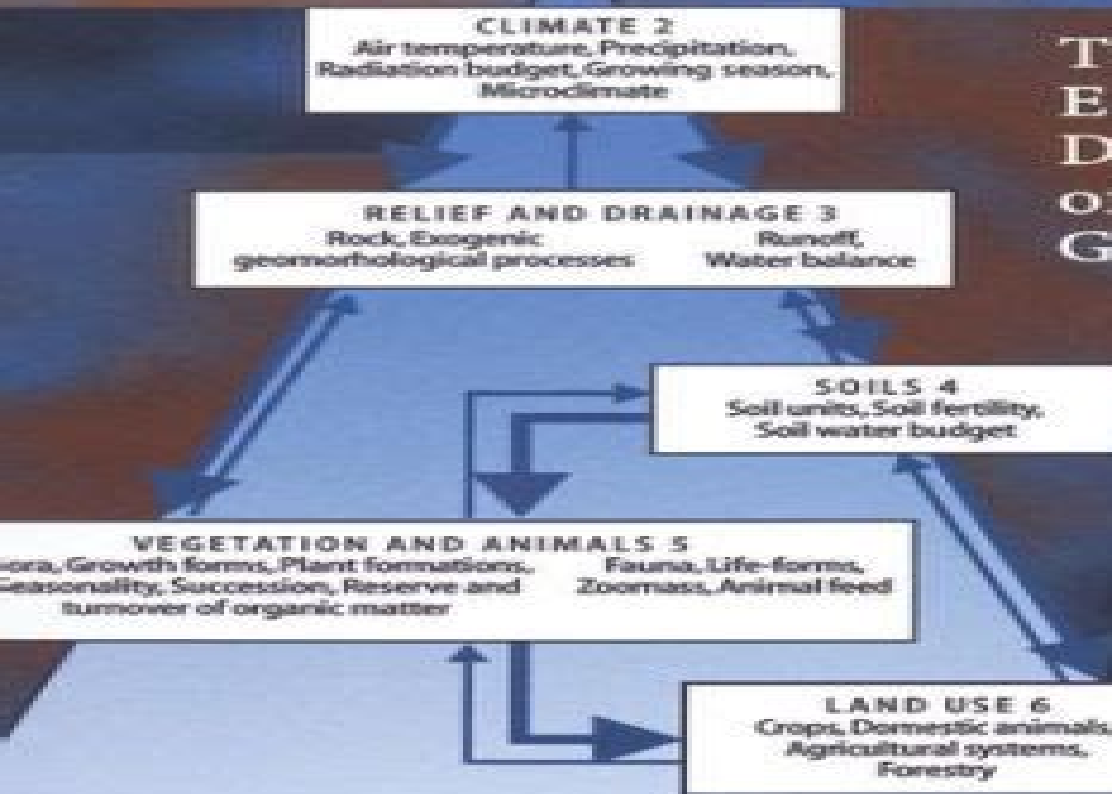 CLIMATE 2
Air temperature, Precipitation,
Radiation budget, Growing season,
Microclimate
T
E
D
G
RELIEF AND DRAINAGE 3
Rock, Exogenic
geomorhological processes
Runoff,
Water balance
SOILS 4
Soil units, Soil fertility,
Soil water budget
VEGETATION AND ANIMALS 5
Growth forms, Plant formations,
Seasonality, Succession, Reserve and
turnover of organic matter
Fauna, Life-forms,
Zoomass, Animal feed
LAND USE 6
Crops, Domestic animals,
Agricultural systems,
Forestry